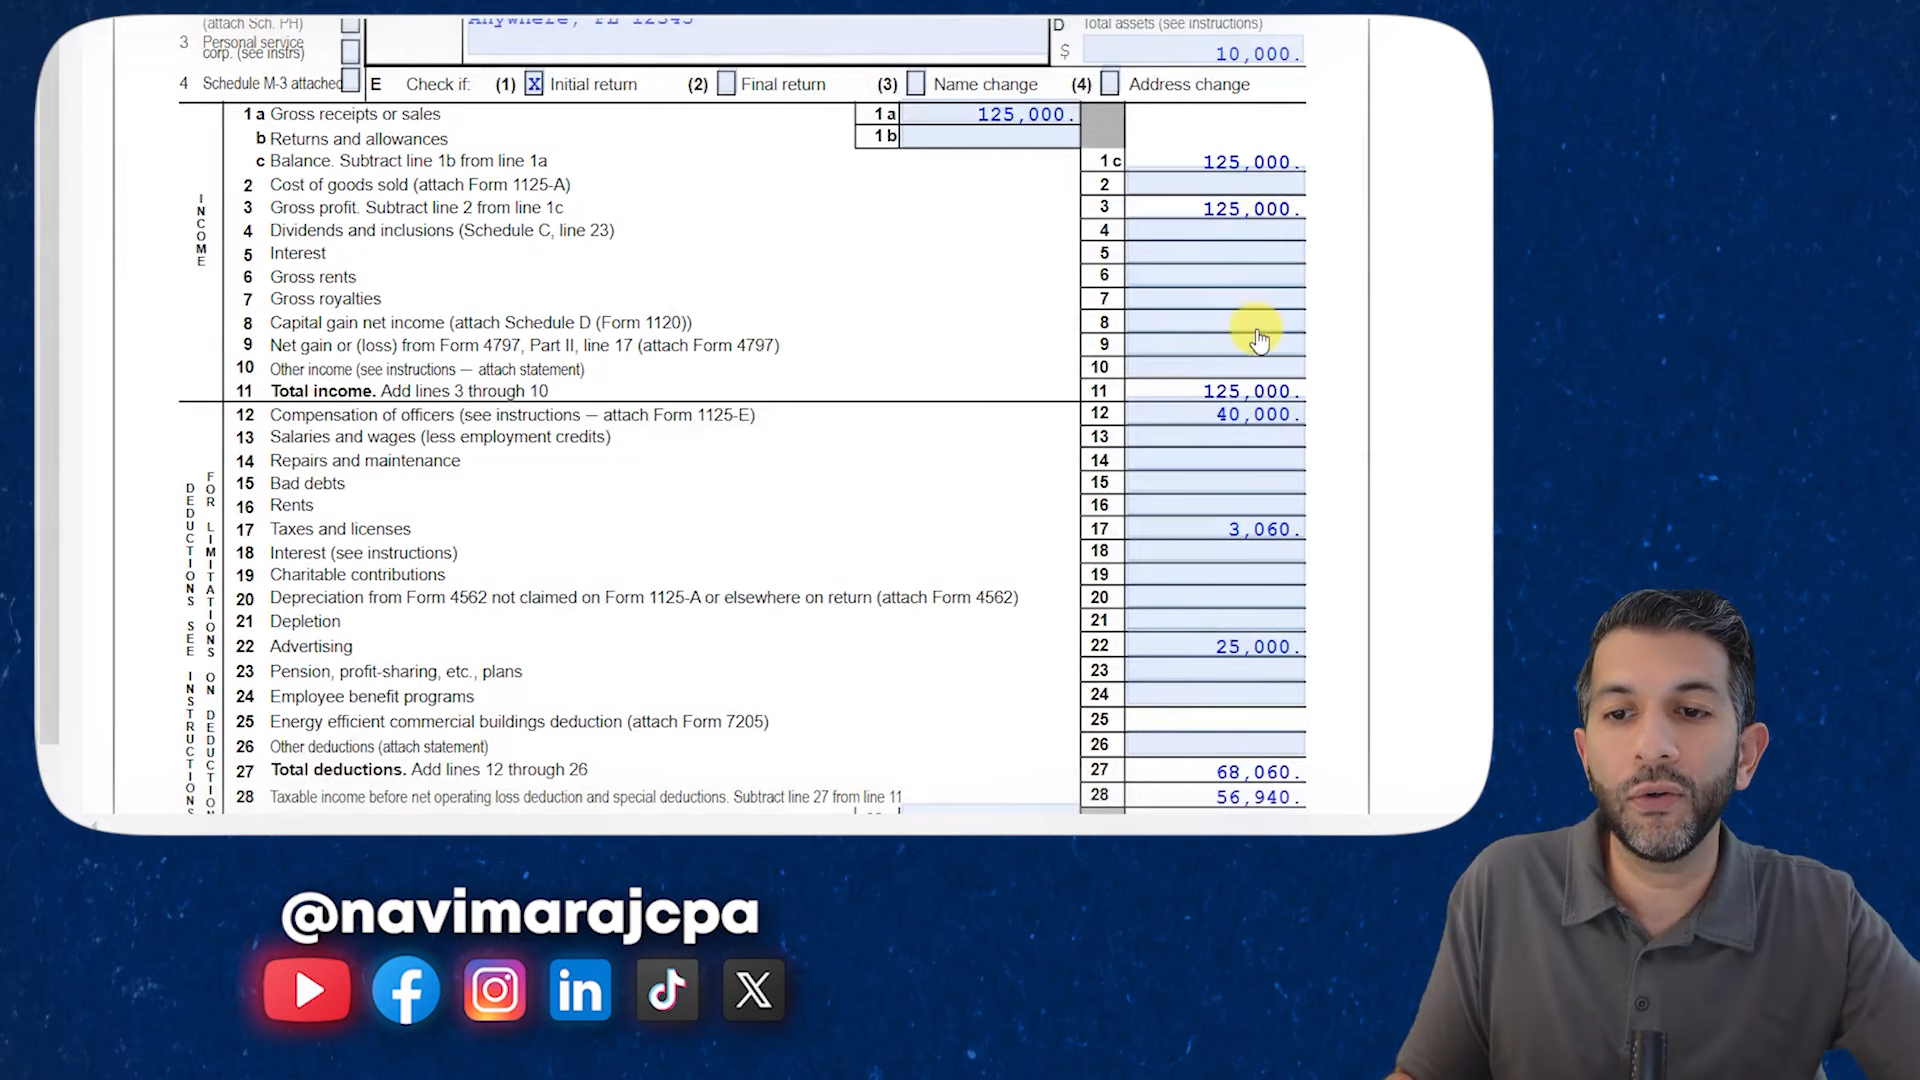 (attach Sch. PH)
Anywhere, FL 12345
D Total assets (see instructions)
3 Personal service
corp. (see instrs)
$ 10,000.
4 Schedule M-3 attached
E Check if: (1) X Initial return (2) Final return (3) Name change (4) Address change
1 a Gross receipts or sales 1 a 125,000.
b Returns and allowances 1 b
c Balance. Subtract line 1b from line 1a 1 c 125,000.
2 Cost of goods sold (attach Form 1125-A) 2
3 Gross profit. Subtract line 2 from line 1c 3 125,000.
4 Dividends and inclusions (Schedule C, line 23) 4
5 Interest 5
6 Gross rents 6
7 Gross royalties 7
8 Capital gain net income (attach Schedule D (Form 1120)) 8
9 Net gain or (loss) from Form 4797, Part II, line 17 (attach Form 4797) 9
10 Other income (see instructions — attach statement) 10
11 Total income. Add lines 3 through 10 11 125,000.
INCOME
12 Compensation of officers (see instructions — attach Form 1125-E) 12 40,000.
13 Salaries and wages (less employment credits) 13
14 Repairs and maintenance 14
15 Bad debts 15
16 Rents 16
17 Taxes and licenses 17 3,060.
18 Interest (see instructions) 18
19 Charitable contributions 19
20 Depreciation from Form 4562 not claimed on Form 1125-A or elsewhere on return (attach Form 4562) 20
21 Depletion 21
22 Advertising 22 25,000.
23 Pension, profit-sharing, etc., plans 23
24 Employee benefit programs 24
25 Energy efficient commercial buildings deduction (attach Form 7205) 25
26 Other deductions (attach statement) 26
27 Total deductions. Add lines 12 through 26 27 68,060.
28 Taxable income before net operating loss deduction and special deductions. Subtract line 27 from line 11 28 56,940.
DEDUCTIONS SEE INSTRUCTIONS
FOR LIMITATIONS ON DEDUCTION
@navimarajcpa